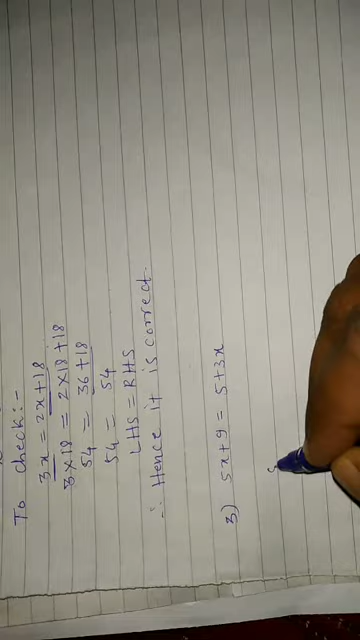 To check:-
3x = 2x+18
3×18 = 2×18+18
54 = 36+18
54 = 54
LHS = RHS
∴ Hence it is correct.
3) 5x+9 = 5+3x